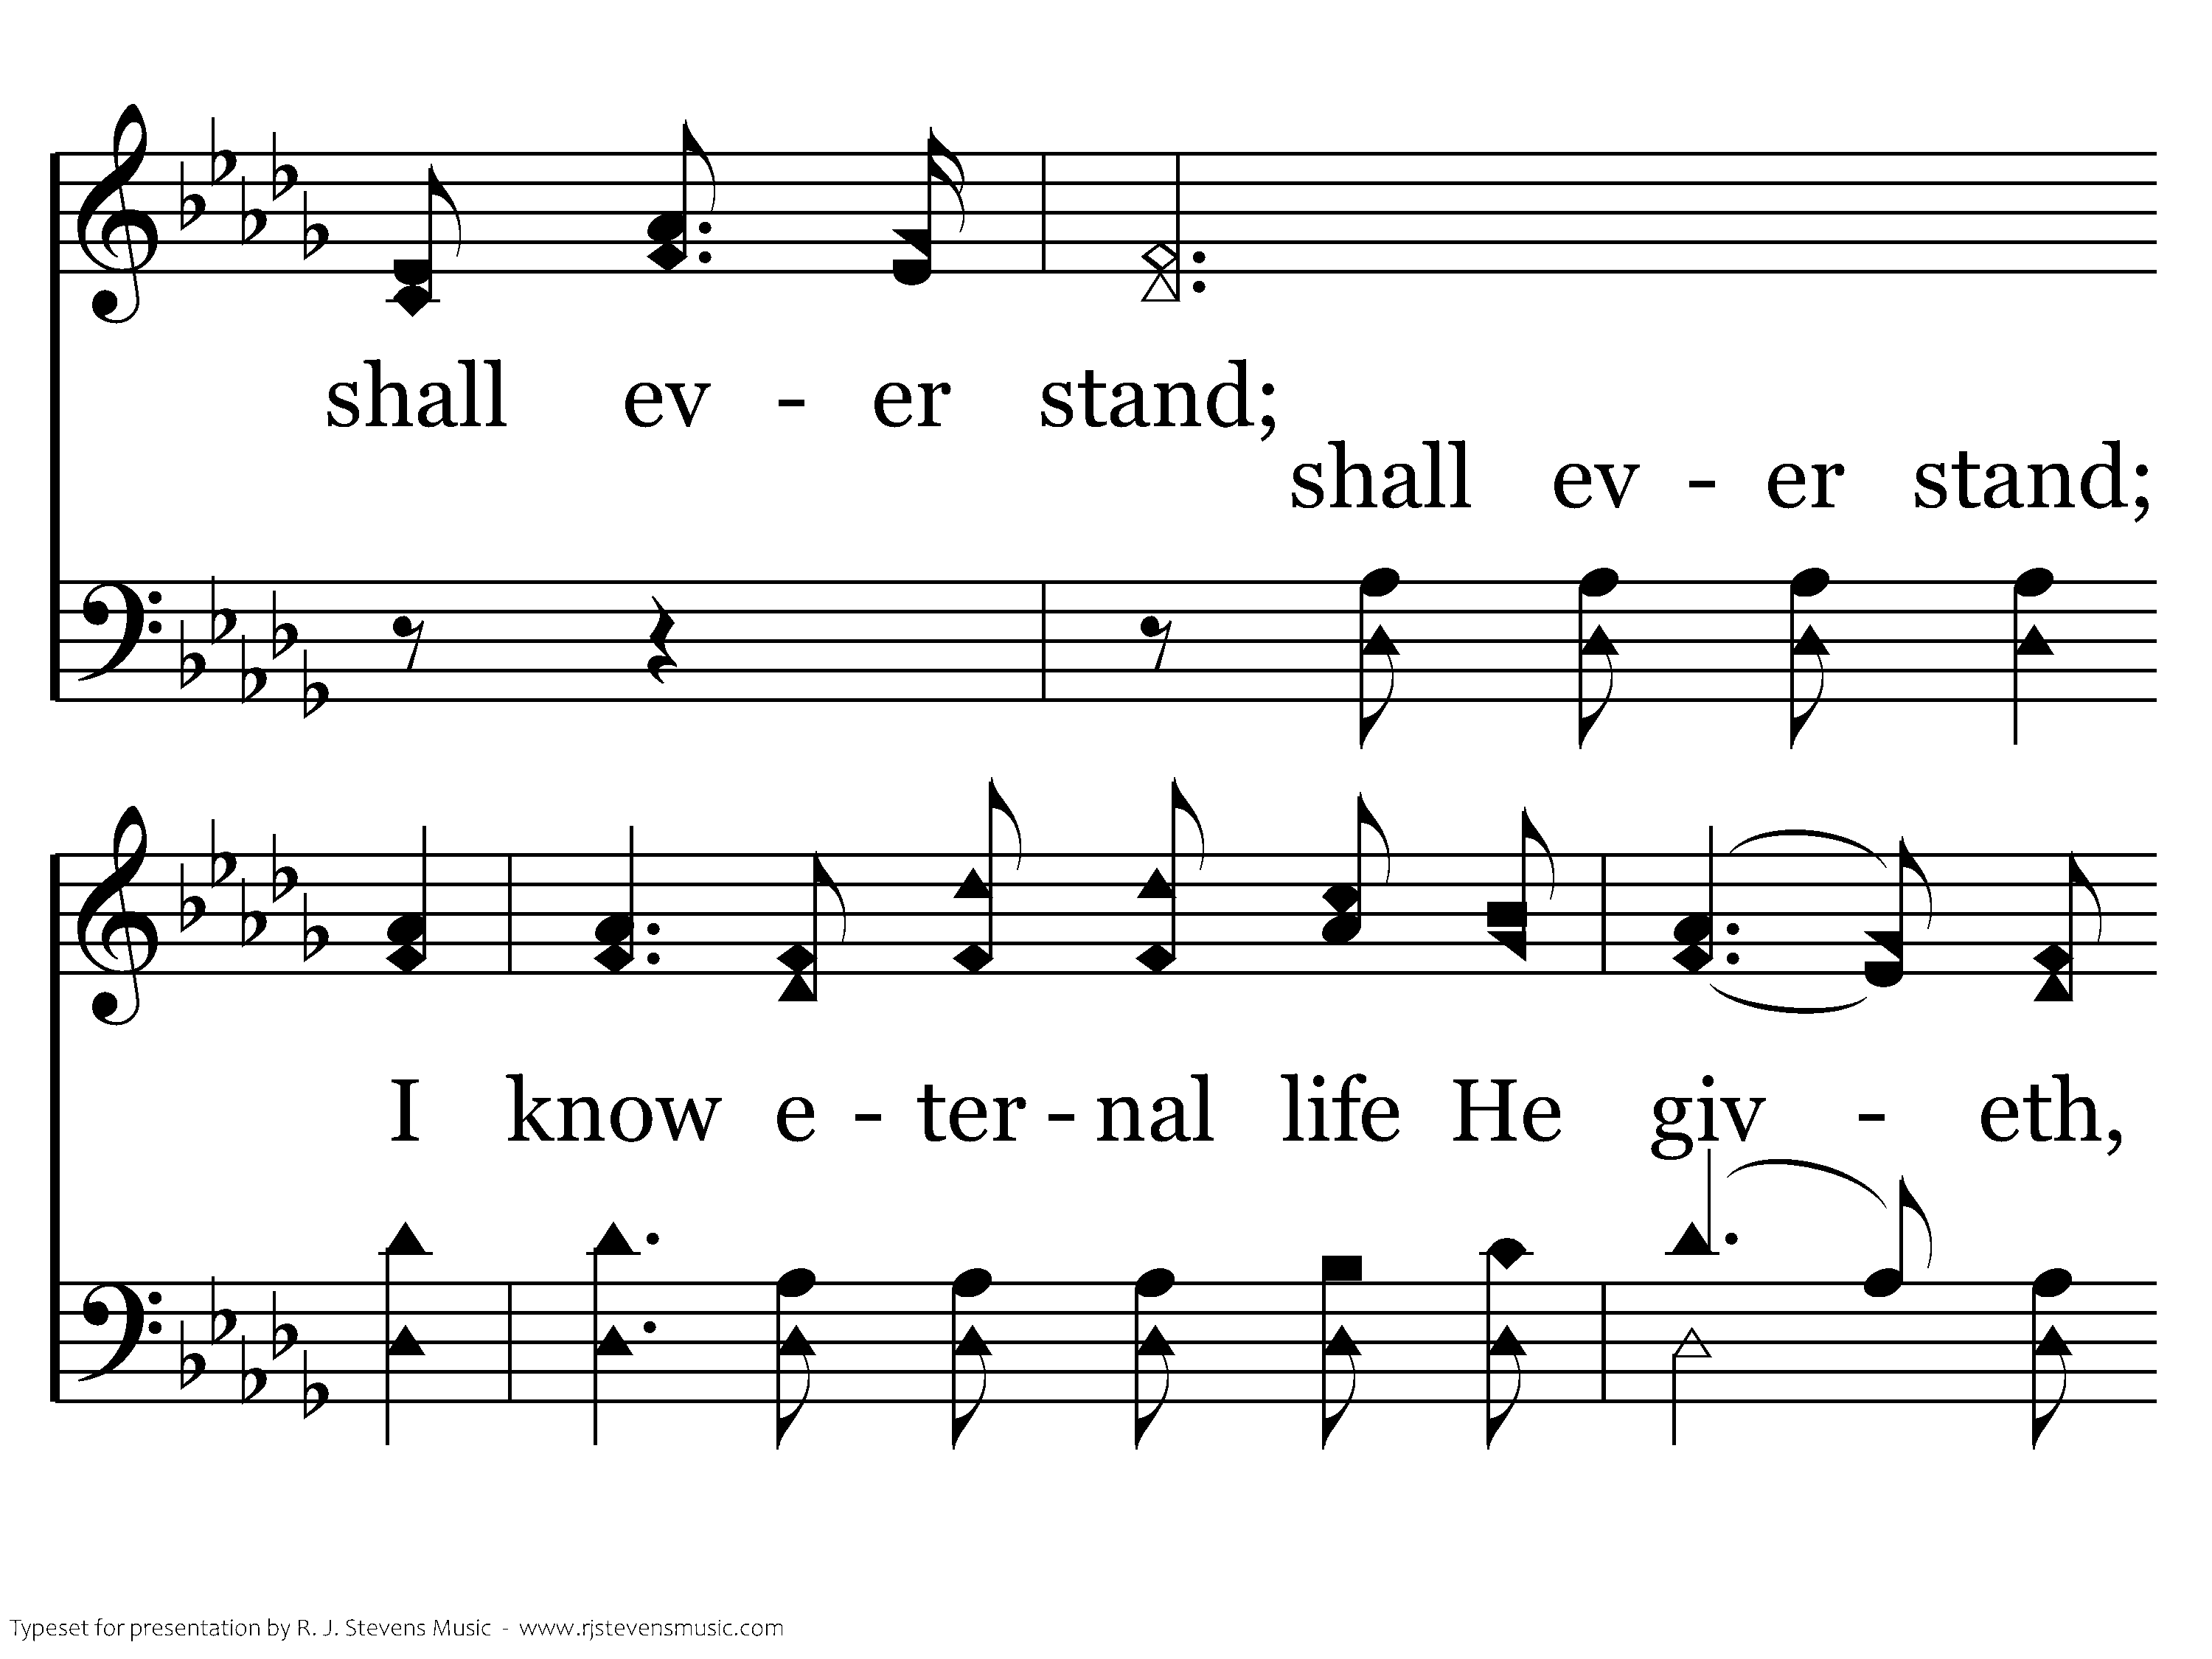 shall ev - er stand;
shall ev - er stand;
I know e - ter - nal life He giv - eth,
Typeset for presentation by R. J. Stevens Music - www.rjstevensmusic.com